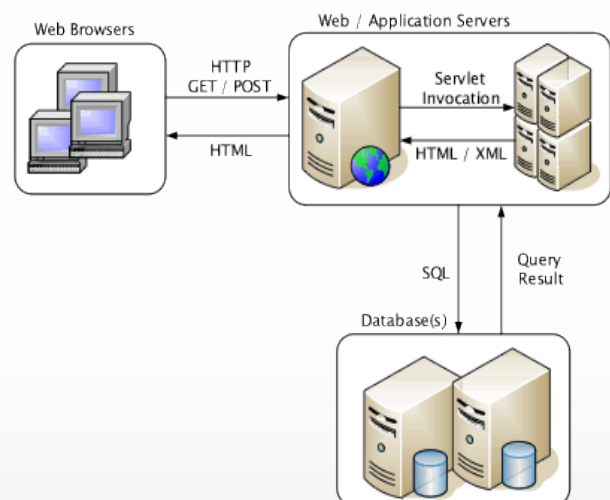 Web Browsers
Web / Application Servers
HTTP
GET / POST
HTML
Servlet
Invocation
HTML / XML
SQL
Query
Result
Database(s)